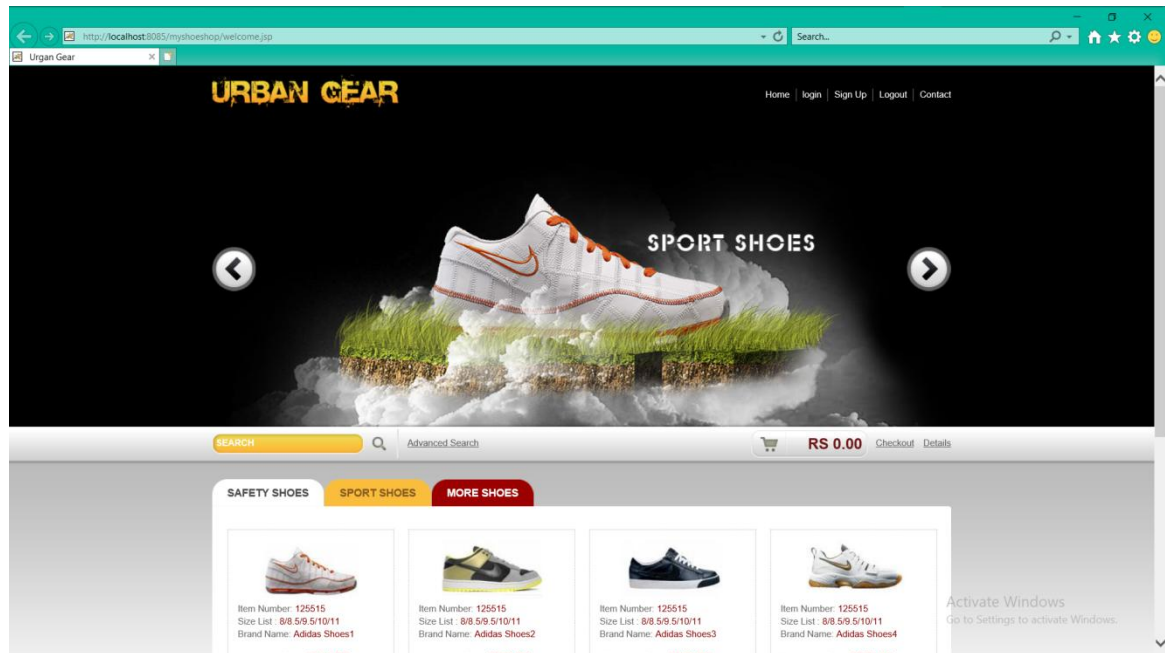 http://localhost:8085/myshoeshop/welcome.jsp
Search...
Urgan Gear
URBAN GEAR
Home login Sign Up Logout Contact
SPORT SHOES
SEARCH
Advanced Search
RS 0.00 Checkout Details
SAFETY SHOES SPORT SHOES MORE SHOES
Item Number: 125515
Size List : 8/8.5/9.5/10/11
Brand Name: Adidas Shoes1
Item Number: 125515
Size List : 8/8.5/9.5/10/11
Brand Name: Adidas Shoes2
Item Number: 125515
Size List : 8/8.5/9.5/10/11
Brand Name: Adidas Shoes3
Item Number: 125515
Size List : 8/8.5/9.5/10/11
Brand Name: Adidas Shoes4
Activate Windows
Go to Settings to activate Windows.